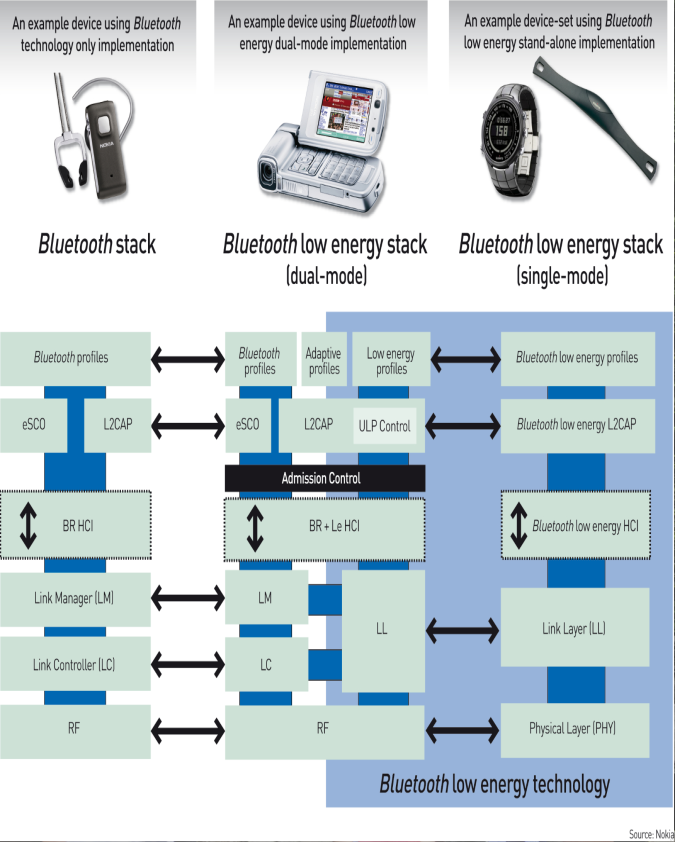 An example device using Bluetooth
technology only implementation
An example device using Bluetooth low
energy dual-mode implementation
An example device-set using Bluetooth
low energy stand-alone implementation
NOKIA
158
Bluetooth stack
Bluetooth low energy stack
(dual-mode)
Bluetooth low energy stack
(single-mode)
Bluetooth profiles
Bluetooth
profiles
Adaptive
profiles
Low energy
profiles
Bluetooth low energy profiles
eSCO
L2CAP
eSCO
L2CAP
ULP Control
Bluetooth low energy L2CAP
Admission Control
BR HCI
BR + Le HCI
Bluetooth low energy HCI
Link Manager (LM)
LM
LL
Link Layer (LL)
Link Controller (LC)
LC
RF
RF
Physical Layer (PHY)
Bluetooth low energy technology
Source: Nokia